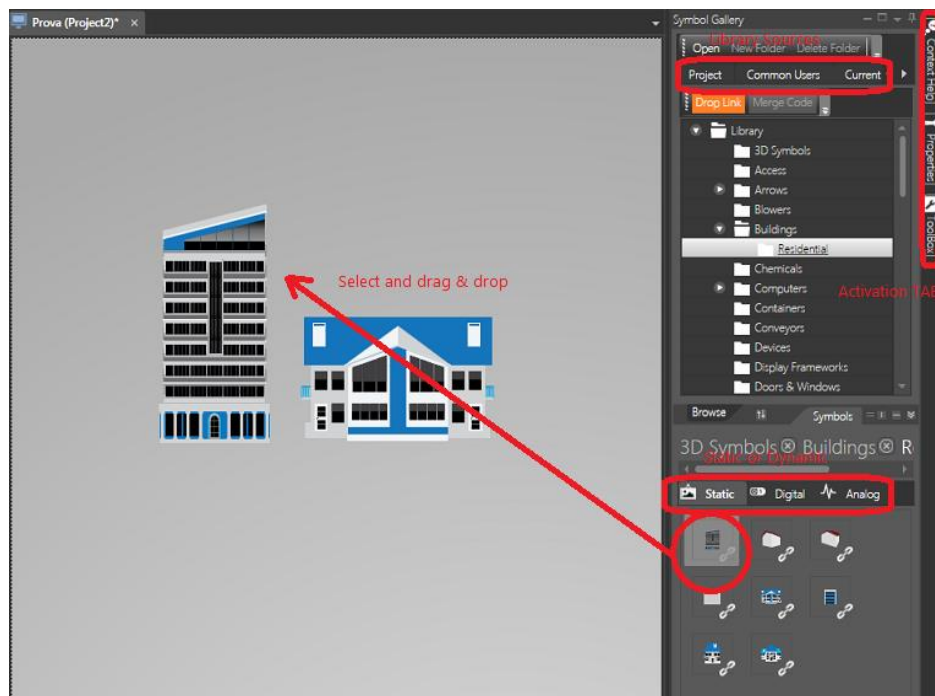 Prova (Project2)*
Symbol Gallery
Library Sources
Open New Folder Delete Folder
Project Common Users Current
Drop Link Merge Code
Library
3D Symbols
Access
Arrows
Blowers
Buildings
Residential
Chemicals
Computers
Containers
Conveyors
Devices
Display Frameworks
Doors & Windows
Select and drag & drop
Context Help
Properties
ToolBox
Activation TAB
Browse Symbols
3D Symbols Buildings R
Static or Dynamic
Static Digital Analog